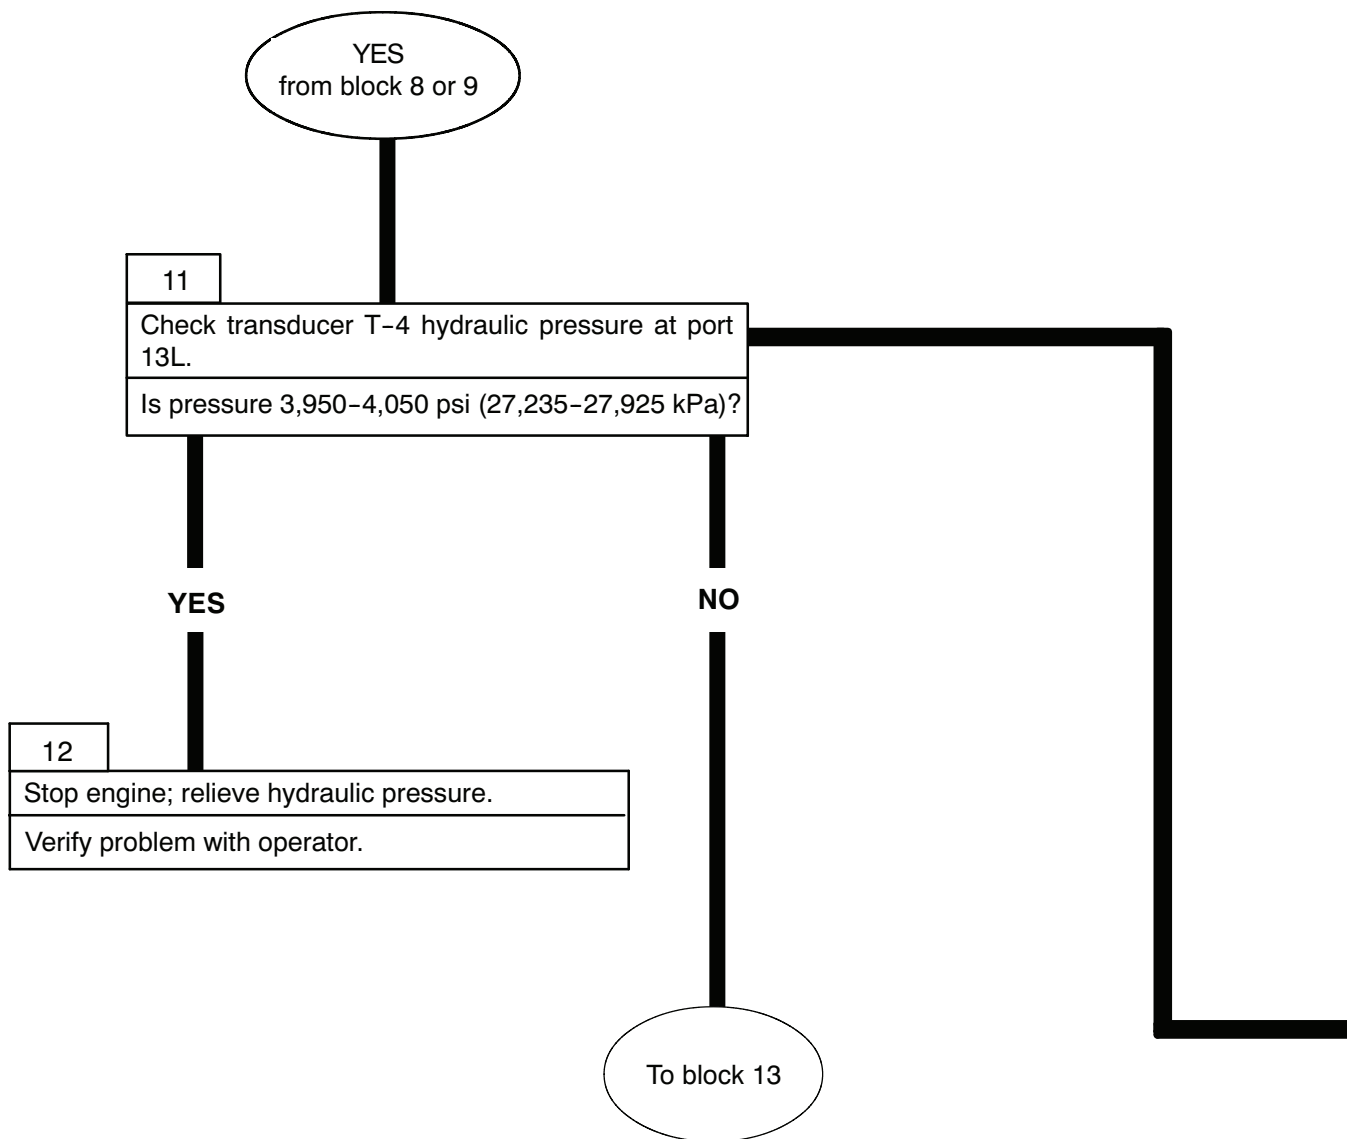 YES
from block 8 or 9
11
Check transducer T-4 hydraulic pressure at port
13L.
Is pressure 3,950-4,050 psi (27,235-27,925 kPa)?
YES
NO
12
Stop engine; relieve hydraulic pressure.
Verify problem with operator.
To block 13